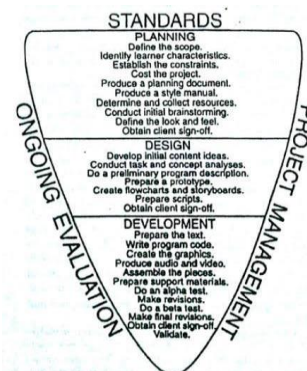 STANDARDS
PLANNING
Define the scope.
Identify learner characteristics.
Establish the constraints.
Cost the project.
Produce a planning document.
Produce a style manual.
Determine and collect resources.
Conduct initial brainstorming.
Define the look and feel.
Obtain client sign-off.
DESIGN
Develop initial content ideas.
Conduct task and concept analyses.
Do a preliminary program description.
Prepare a prototype.
Create flowcharts and storyboards.
Prepare scripts.
Obtain client sign-off.
DEVELOPMENT
Prepare the text.
Write program code.
Create the graphics.
Produce audio and video.
Assemble the pieces.
Prepare support materials.
Do an alpha test.
Make revisions.
Do a beta test.
Make final revisions.
Obtain client sign-off.
Validate.
ONGOING EVALUATION
PROJECT MANAGEMENT